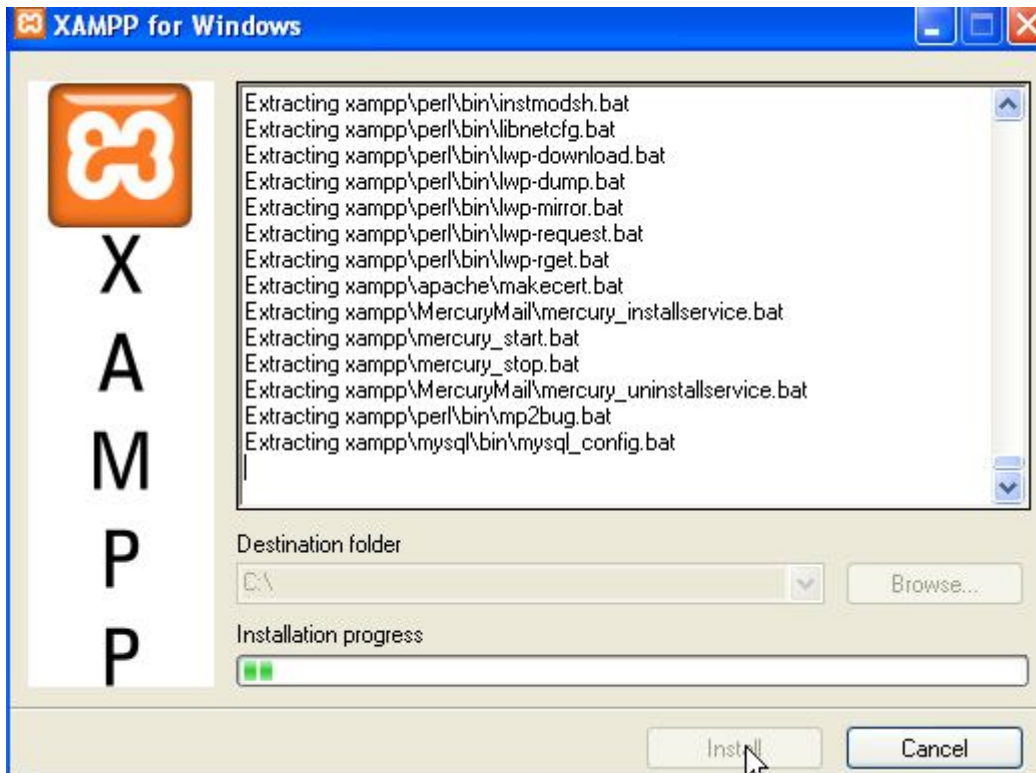 XAMPP for Windows
X
A
M
P
P
Extracting xampp\perl\bin\instmodsh.bat
Extracting xampp\perl\bin\libnetcfg.bat
Extracting xampp\perl\bin\lwp-download.bat
Extracting xampp\perl\bin\lwp-dump.bat
Extracting xampp\perl\bin\lwp-mirror.bat
Extracting xampp\perl\bin\lwp-request.bat
Extracting xampp\perl\bin\lwp-rget.bat
Extracting xampp\apache\makecert.bat
Extracting xampp\MercuryMail\mercury_installservice.bat
Extracting xampp\mercury_start.bat
Extracting xampp\mercury_stop.bat
Extracting xampp\MercuryMail\mercury_uninstallservice.bat
Extracting xampp\perl\bin\mp2bug.bat
Extracting xampp\mysql\bin\mysql_config.bat
Destination folder
C:\
Browse...
Installation progress
Install
Cancel